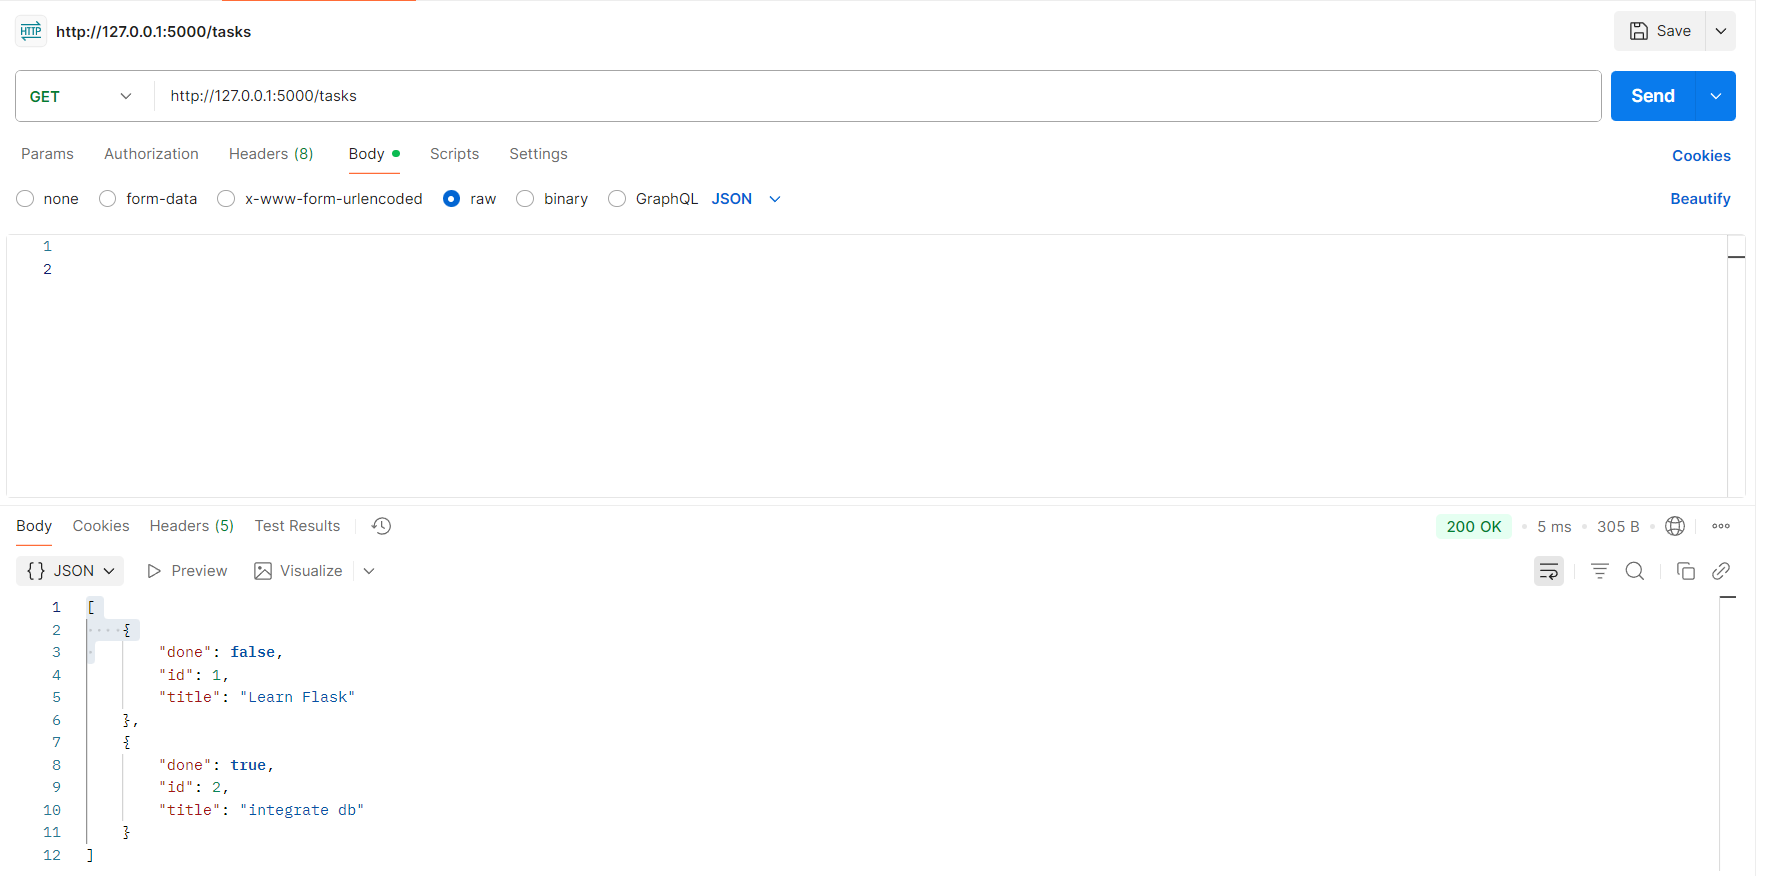 HTTP http://127.0.0.1:5000/tasks Save
GET http://127.0.0.1:5000/tasks Send
Params Authorization Headers (8) Body Scripts Settings Cookies
none form-data x-www-form-urlencoded raw binary GraphQL JSON Beautify
1
2
Body Cookies Headers (5) Test Results 200 OK 5 ms 305 B
{} JSON Preview Visualize
1 [
2 {
3 "done": false,
4 "id": 1,
5 "title": "Learn Flask"
6 },
7 {
8 "done": true,
9 "id": 2,
10 "title": "integrate db"
11 }
12 ]